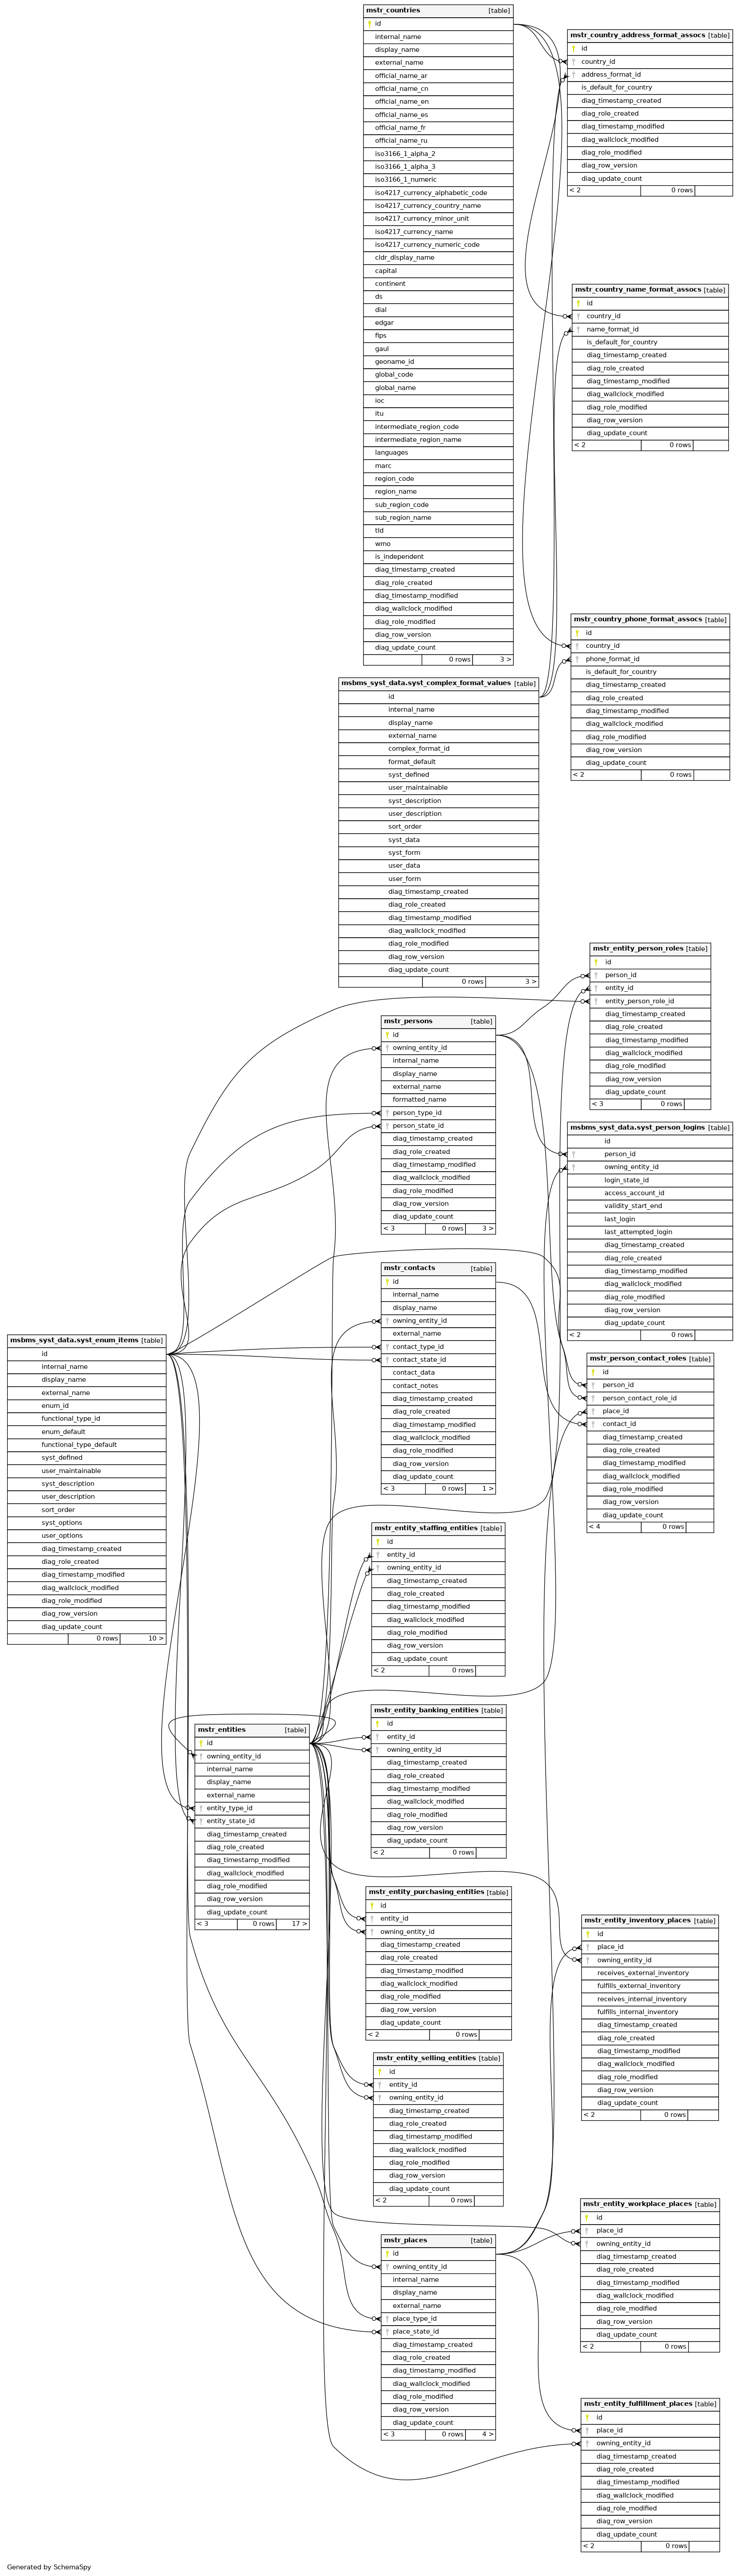 mstr_countries [table]
id
internal_name
display_name
external_name
official_name_ar
official_name_cn
official_name_en
official_name_es
official_name_fr
official_name_ru
iso3166_1_alpha_2
iso3166_1_alpha_3
iso3166_1_numeric
iso4217_currency_alphabetic_code
iso4217_currency_country_name
iso4217_currency_minor_unit
iso4217_currency_name
iso4217_currency_numeric_code
cldr_display_name
capital
continent
ds
dial
edgar
fips
gaul
geoname_id
global_code
global_name
ioc
itu
intermediate_region_code
intermediate_region_name
languages
marc
region_code
region_name
sub_region_code
sub_region_name
tld
wmo
is_independent
diag_timestamp_created
diag_role_created
diag_timestamp_modified
diag_wallclock_modified
diag_role_modified
diag_row_version
diag_update_count
0 rows 3 >
mstr_country_address_format_assocs [table]
id
country_id
address_format_id
is_default_for_country
diag_timestamp_created
diag_role_created
diag_timestamp_modified
diag_wallclock_modified
diag_role_modified
diag_row_version
diag_update_count
< 2 0 rows
mstr_country_name_format_assocs [table]
id
country_id
name_format_id
is_default_for_country
diag_timestamp_created
diag_role_created
diag_timestamp_modified
diag_wallclock_modified
diag_role_modified
diag_row_version
diag_update_count
< 2 0 rows
mstr_country_phone_format_assocs [table]
id
country_id
phone_format_id
is_default_for_country
diag_timestamp_created
diag_role_created
diag_timestamp_modified
diag_wallclock_modified
diag_role_modified
diag_row_version
diag_update_count
< 2 0 rows
msbms_syst_data.syst_complex_format_values [table]
id
internal_name
display_name
external_name
complex_format_id
format_default
syst_defined
user_maintainable
syst_description
user_description
sort_order
syst_data
syst_form
user_data
user_form
diag_timestamp_created
diag_role_created
diag_timestamp_modified
diag_wallclock_modified
diag_role_modified
diag_row_version
diag_update_count
0 rows 3 >
mstr_entity_person_roles [table]
id
person_id
entity_id
entity_person_role_id
diag_timestamp_created
diag_role_created
diag_timestamp_modified
diag_wallclock_modified
diag_role_modified
diag_row_version
diag_update_count
< 3 0 rows
mstr_persons [table]
id
owning_entity_id
internal_name
display_name
external_name
formatted_name
person_type_id
person_state_id
diag_timestamp_created
diag_role_created
diag_timestamp_modified
diag_wallclock_modified
diag_role_modified
diag_row_version
diag_update_count
< 3 0 rows 3 >
msbms_syst_data.syst_person_logins [table]
id
person_id
owning_entity_id
login_state_id
access_account_id
validity_start_end
last_login
last_attempted_login
diag_timestamp_created
diag_role_created
diag_timestamp_modified
diag_wallclock_modified
diag_role_modified
diag_row_version
diag_update_count
< 2 0 rows
mstr_contacts [table]
id
internal_name
display_name
owning_entity_id
external_name
contact_type_id
contact_state_id
contact_data
contact_notes
diag_timestamp_created
diag_role_created
diag_timestamp_modified
diag_wallclock_modified
diag_role_modified
diag_row_version
diag_update_count
< 3 0 rows 1 >
msbms_syst_data.syst_enum_items [table]
id
internal_name
display_name
external_name
enum_id
functional_type_id
enum_default
functional_type_default
syst_defined
user_maintainable
syst_description
user_description
sort_order
syst_options
user_options
diag_timestamp_created
diag_role_created
diag_timestamp_modified
diag_wallclock_modified
diag_role_modified
diag_row_version
diag_update_count
0 rows 10 >
mstr_person_contact_roles [table]
id
person_id
person_contact_role_id
place_id
contact_id
diag_timestamp_created
diag_role_created
diag_timestamp_modified
diag_wallclock_modified
diag_role_modified
diag_row_version
diag_update_count
< 4 0 rows
mstr_entity_staffing_entities [table]
id
entity_id
owning_entity_id
diag_timestamp_created
diag_role_created
diag_timestamp_modified
diag_wallclock_modified
diag_role_modified
diag_row_version
diag_update_count
< 2 0 rows
mstr_entity_banking_entities [table]
id
entity_id
owning_entity_id
diag_timestamp_created
diag_role_created
diag_timestamp_modified
diag_wallclock_modified
diag_role_modified
diag_row_version
diag_update_count
< 2 0 rows
mstr_entities [table]
id
owning_entity_id
internal_name
display_name
external_name
entity_type_id
entity_state_id
diag_timestamp_created
diag_role_created
diag_timestamp_modified
diag_wallclock_modified
diag_role_modified
diag_row_version
diag_update_count
< 3 0 rows 17 >
mstr_entity_purchasing_entities [table]
id
entity_id
owning_entity_id
diag_timestamp_created
diag_role_created
diag_timestamp_modified
diag_wallclock_modified
diag_role_modified
diag_row_version
diag_update_count
< 2 0 rows
mstr_entity_inventory_places [table]
id
place_id
owning_entity_id
receives_external_inventory
fulfills_external_inventory
receives_internal_inventory
fulfills_internal_inventory
diag_timestamp_created
diag_role_created
diag_timestamp_modified
diag_wallclock_modified
diag_role_modified
diag_row_version
diag_update_count
< 2 0 rows
mstr_entity_selling_entities [table]
id
entity_id
owning_entity_id
diag_timestamp_created
diag_role_created
diag_timestamp_modified
diag_wallclock_modified
diag_role_modified
diag_row_version
diag_update_count
< 2 0 rows
mstr_entity_workplace_places [table]
id
place_id
owning_entity_id
diag_timestamp_created
diag_role_created
diag_timestamp_modified
diag_wallclock_modified
diag_role_modified
diag_row_version
diag_update_count
< 2 0 rows
mstr_places [table]
id
owning_entity_id
internal_name
display_name
external_name
place_type_id
place_state_id
diag_timestamp_created
diag_role_created
diag_timestamp_modified
diag_wallclock_modified
diag_role_modified
diag_row_version
diag_update_count
< 3 0 rows 4 >
mstr_entity_fulfillment_places [table]
id
place_id
owning_entity_id
diag_timestamp_created
diag_role_created
diag_timestamp_modified
diag_wallclock_modified
diag_role_modified
diag_row_version
diag_update_count
< 2 0 rows
Generated by SchemaSpy